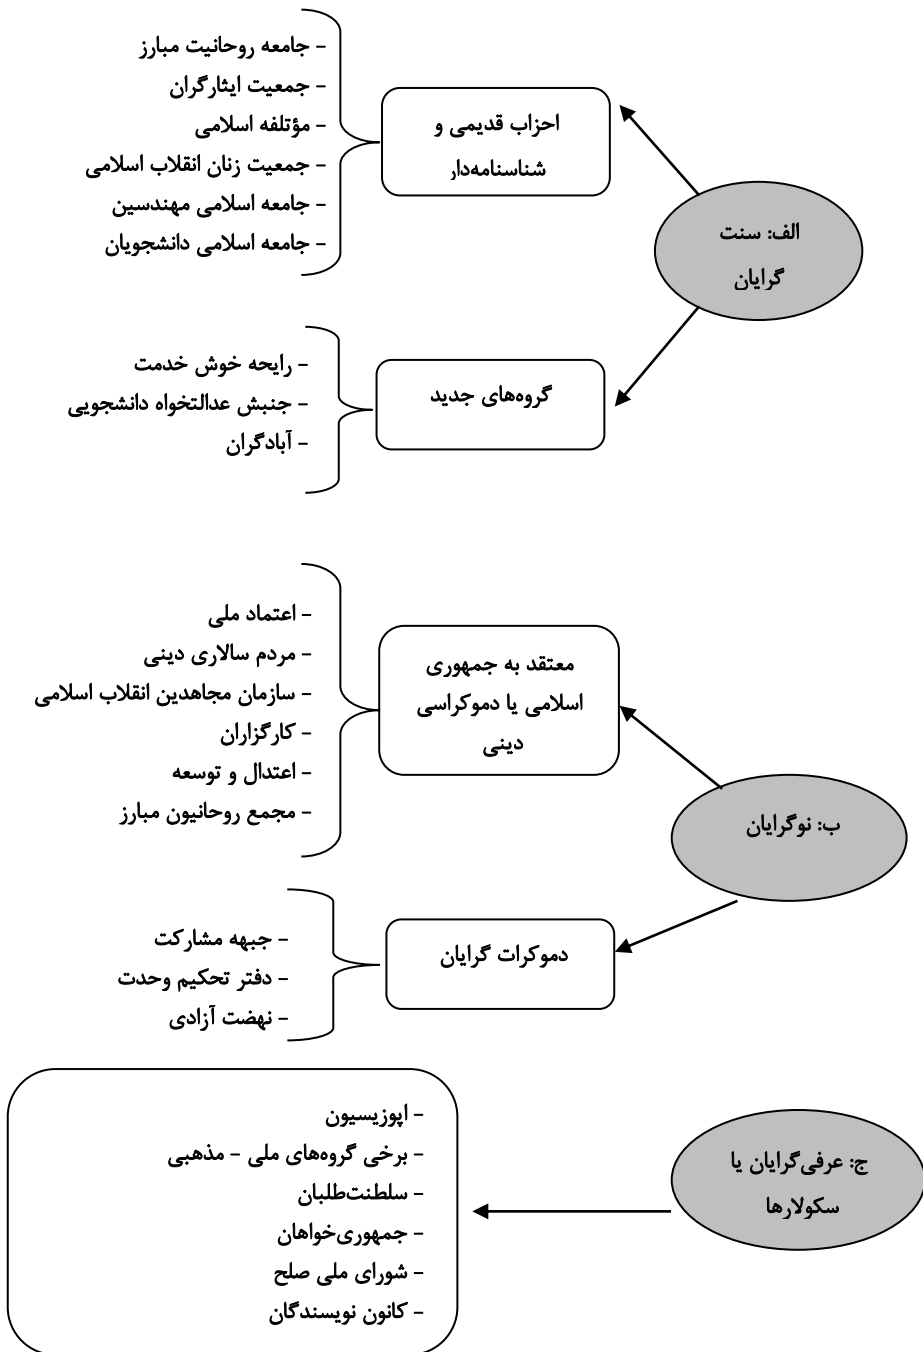 الف: سنت
گرایان
احزاب قدیمی و
شناسنامه‌دار
- جامعه روحانیت مبارز
- جمعیت ایثارگران
- مؤتلفه اسلامی
- جمعیت زنان انقلاب اسلامی
- جامعه اسلامی مهندسین
- جامعه اسلامی دانشجویان
گروه‌های جدید
- رایحه خوش خدمت
- جنبش عدالتخواه دانشجویی
- آبادگران
ب: نوگرایان
معتقد به جمهوری
اسلامی یا دموکراسی
دینی
- اعتماد ملی
- مردم سالاری دینی
- سازمان مجاهدین انقلاب اسلامی
- کارگزاران
- اعتدال و توسعه
- مجمع روحانیون مبارز
دموکرات گرایان
- جبهه مشارکت
- دفتر تحکیم وحدت
- نهضت آزادی
ج: عرفی‌گرایان یا
سکولارها
- اپوزیسیون
- برخی گروه‌های ملی - مذهبی
- سلطنت‌طلبان
- جمهوری‌خواهان
- شورای ملی صلح
- کانون نویسندگان